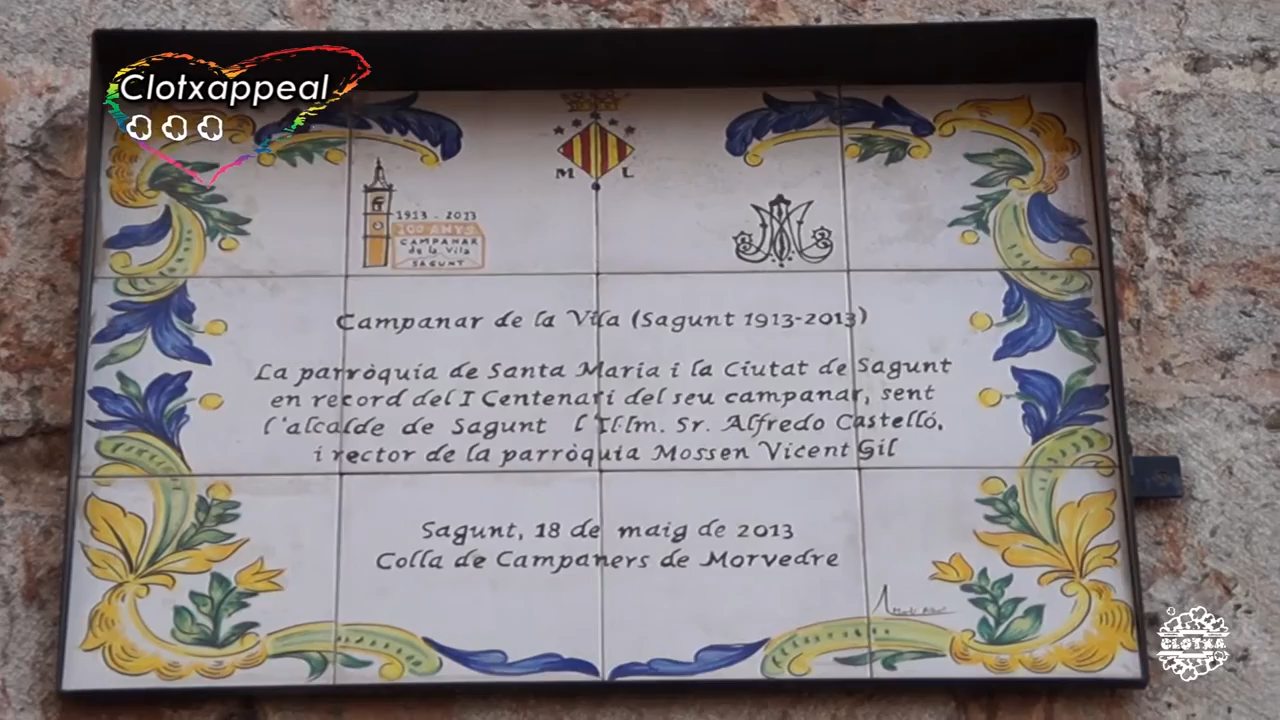 Clotxappeal
M L
1913 - 2013
100 ANYS
CAMPANAR
de la Vila
SAGUNT
Campanar de la Vila (Sagunt 1913-2013)
La parròquia de Santa Maria i la Ciutat de Sagunt
en record del I Centenari del seu campanar, sent
l'alcalde de Sagunt l'Il·lm. Sr. Alfredo Castelló,
i rector de la parròquia Mossen Vicent Gil
Sagunt, 18 de maig de 2013
Colla de Campaners de Morvedre
CLOTXA